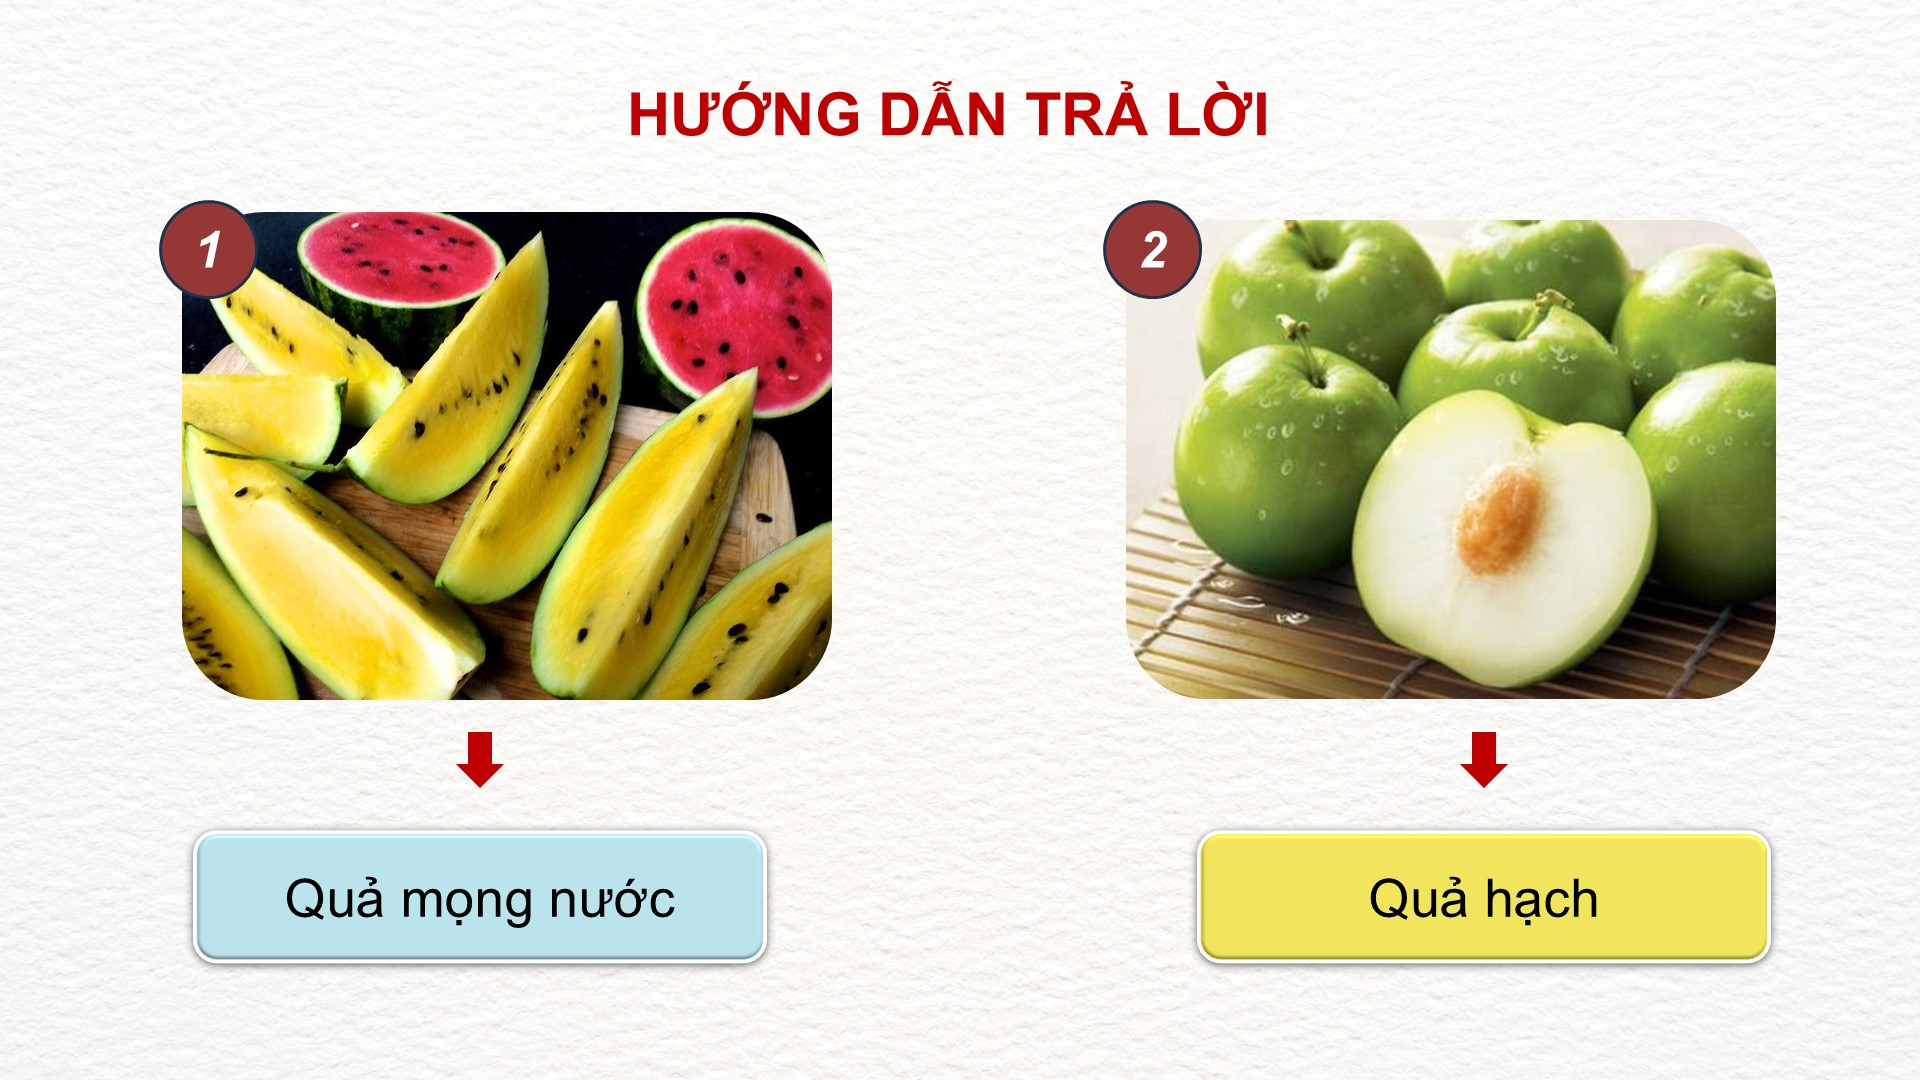 HƯỚNG DẪN TRẢ LỜI
1
2
Quả mọng nước
Quả hạch